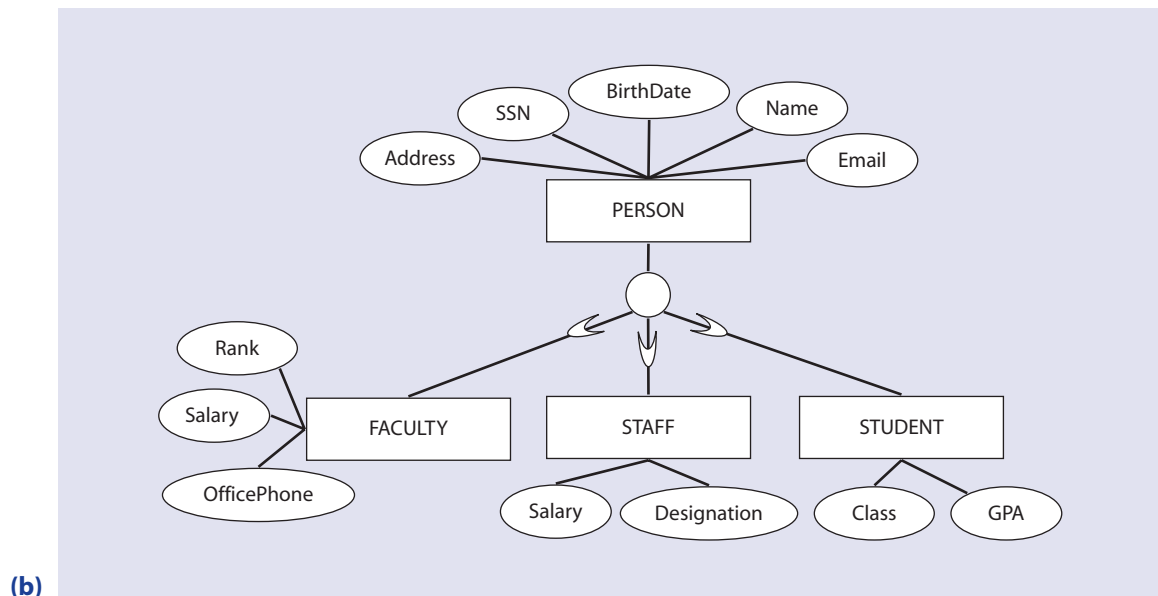 BirthDate
SSN
Name
Address
Email
PERSON
Rank
Salary
FACULTY
STAFF
STUDENT
OfficePhone
Salary
Designation
Class
GPA
(b)